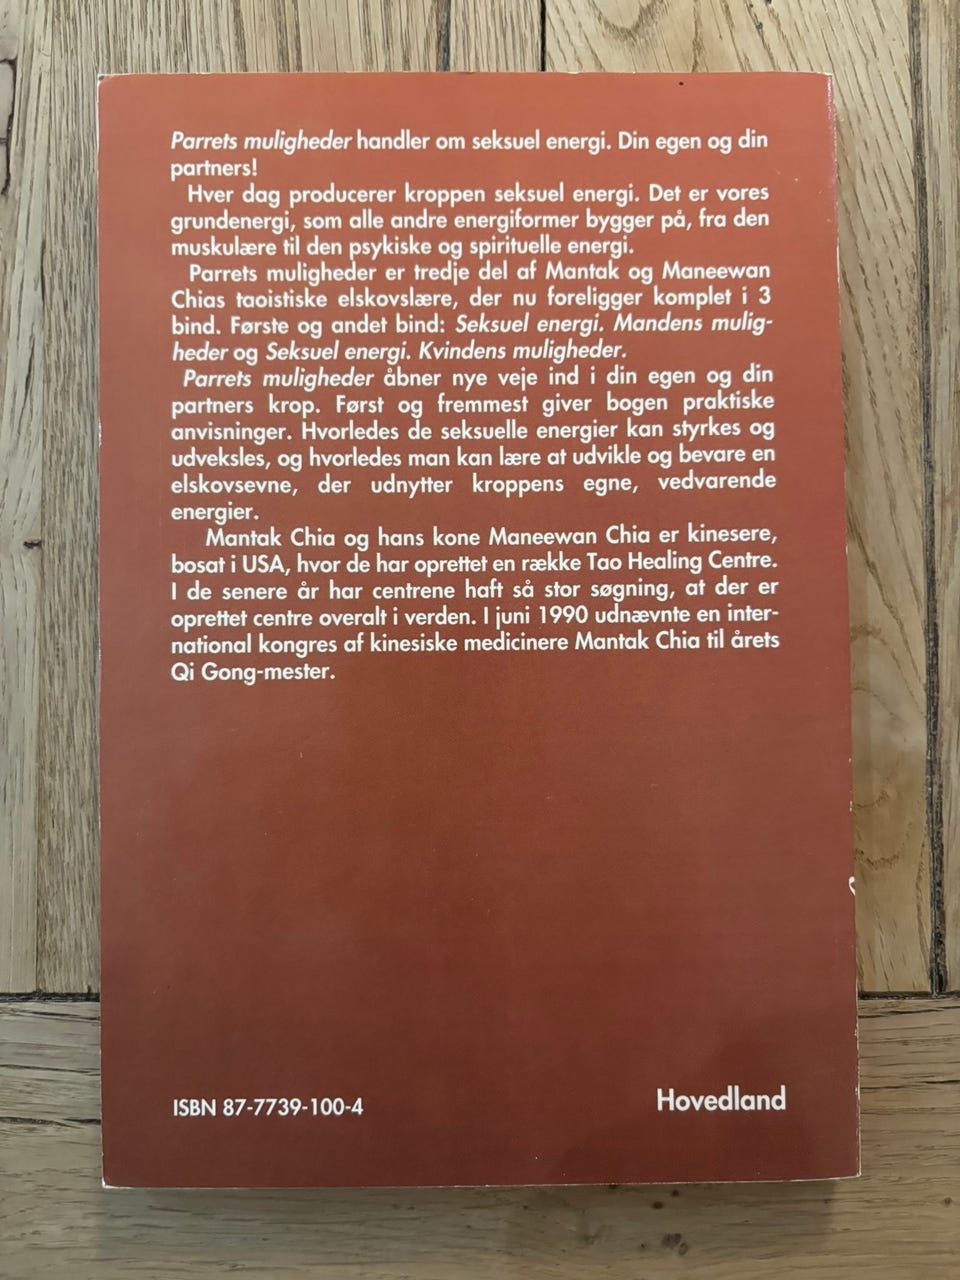 Parrets muligheder handler om seksuel energi. Din egen og din
partners!
Hver dag producerer kroppen seksuel energi. Det er vores
grundenergi, som alle andre energiformer bygger på, fra den
muskulære til den psykiske og spirituelle energi.
Parrets muligheder er tredje del af Mantak og Maneewan
Chias taoistiske elskovslære, der nu foreligger komplet i 3
bind. Første og andet bind: Seksuel energi. Mandens mulig-
heder og Seksuel energi. Kvindens muligheder.
Parrets muligheder åbner nye veje ind i din egen og din
partners krop. Først og fremmest giver bogen praktiske
anvisninger. Hvorledes de seksuelle energier kan styrkes og
udveksles, og hvorledes man kan lære at udvikle og bevare en
elskovsevne, der udnytter kroppens egne, vedvarende
energier.
Mantak Chia og hans kone Maneewan Chia er kinesere,
bosat i USA, hvor de har oprettet en række Tao Healing Centre.
I de senere år har centrene haft så stor søgning, at der er
oprettet centre overalt i verden. I juni 1990 udnævnte en inter-
national kongres af kinesiske medicinere Mantak Chia til årets
Qi Gong-mester.
ISBN 87-7739-100-4
Hovedland